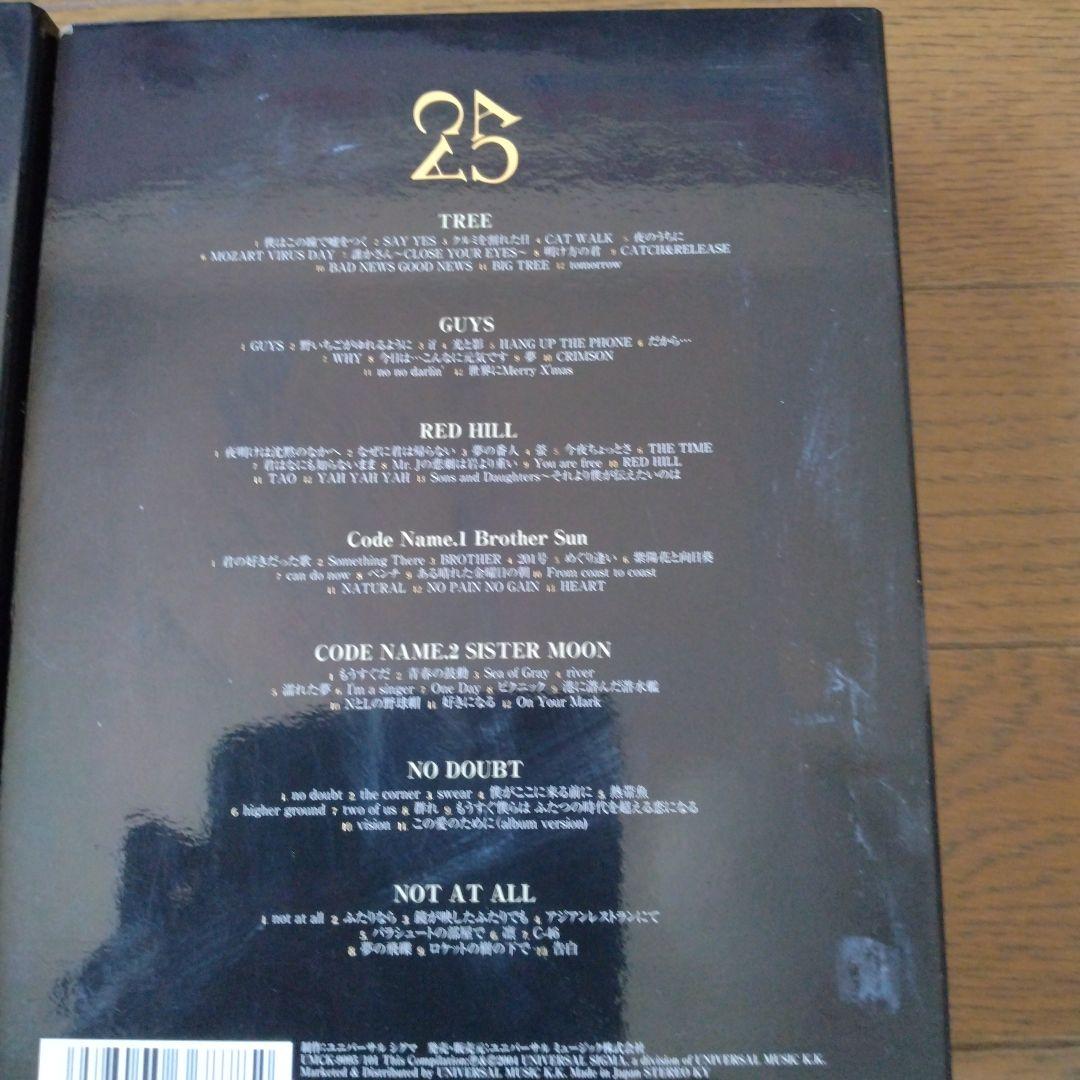 25
TREE
1 僕はこの瞳で嘘をつく 2 SAY YES 3 クルミを割れた日 4 CAT WALK 5 夜のうちに
6 MOZART VIRUS DAY 7 誰かさん～CLOSE YOUR EYES～ 8 明け方の君 9 CATCH&RELEASE
10 BAD NEWS GOOD NEWS 11 BIG TREE 12 tomorrow
GUYS
1 GUYS 2 野いちごがゆれるように 3 if 4 光と影 5 HANG UP THE PHONE 6 だから…
7 WHY 8 今日は…こんなに元気です 9 夢 10 CRIMSON
11 no no darlin' 12 世界にMerry X'mas
RED HILL
1 夜明けは沈黙のなかへ 2 なぜに君は帰らない 3 夢の番人 4 芸 5 今夜ちょっとさ 6 THE TIME
7 君はなにも知らないまま 8 Mr. Jの悲劇は岩より重い 9 You are free 10 RED HILL
11 TAO 12 YAH YAH YAH 13 Sons and Daughters～それより僕が伝えたいのは
Code Name.1 Brother Sun
1 君の好きだった歌 2 Something There 3 BROTHER 4 201号 5 めぐり逢い 6 紫陽花と向日葵
7 can do now 8 ベンチ 9 ある晴れた金曜日の朝 10 From coast to coast
11 NATURAL 12 NO PAIN NO GAIN 13 HEART
CODE NAME.2 SISTER MOON
1 もうすぐだ 2 青春の鼓動 3 Sea of Gray 4 river
5 濡れた夢 6 I'm a singer 7 One Day 8 ピクニック 9 港に潜んだ潜水艦
10 NとLの野球帽 11 好きになる 12 On Your Mark
NO DOUBT
1 no doubt 2 the corner 3 swear 4 僕がここに来る前に 5 熱帯魚
6 higher ground 7 two of us 8 群れ 9 もうすぐ僕らは ふたつの時代を超える恋になる
10 vision 11 この愛のために(album version)
NOT AT ALL
1 not at all 2 ふたりなら 3 鏡が映したふたりでも 4 アジアンレストランにて
5 パラシュートの部屋で 6 凛 7 C-46
8 夢の飛礫 9 ロケットの樹の下で 10 告白
制作:ユニバーサル シグマ 発売・販売元:ユニバーサル ミュージック株式会社
UMCK-9095 101 This Compilation:℗&©2004 UNIVERSAL SIGMA, a division of UNIVERSAL MUSIC K.K.
Marketed & Distributed by UNIVERSAL MUSIC K.K. Made in Japan STEREO KY